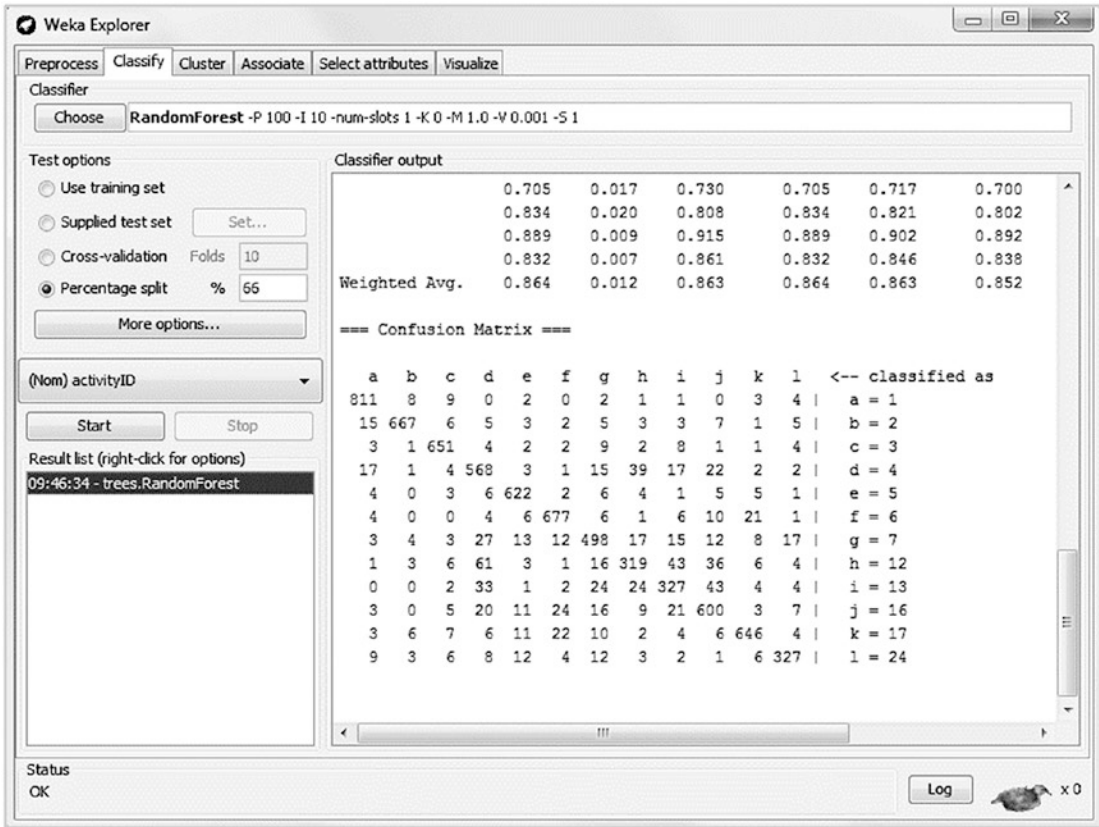 Weka Explorer
Preprocess Classify Cluster Associate Select attributes Visualize
Classifier
Choose RandomForest -P 100 -I 10 -num-slots 1 -K 0 -M 1.0 -V 0.001 -S 1
Test options
Use training set
Supplied test set Set...
Cross-validation Folds 10
Percentage split % 66
More options...
(Nom) activityID
Start Stop
Result list (right-click for options)
09:46:34 - trees.RandomForest
Classifier output
0.705 0.017 0.730 0.705 0.717 0.700
0.834 0.020 0.808 0.834 0.821 0.802
0.889 0.009 0.915 0.889 0.902 0.892
0.832 0.007 0.861 0.832 0.846 0.838
Weighted Avg. 0.864 0.012 0.863 0.864 0.863 0.852
=== Confusion Matrix ===
a b c d e f g h i j k l <-- classified as
811 8 9 0 2 0 2 1 1 0 3 4 | a = 1
15 667 6 5 3 2 5 3 3 7 1 5 | b = 2
3 1 651 4 2 2 9 2 8 1 1 4 | c = 3
17 1 4 568 3 1 15 39 17 22 2 2 | d = 4
4 0 3 6 622 2 6 4 1 5 5 1 | e = 5
4 0 0 4 6 677 6 1 6 10 21 1 | f = 6
3 4 3 27 13 12 498 17 15 12 8 17 | g = 7
1 3 6 61 3 1 16 319 43 36 6 4 | h = 12
0 0 2 33 1 2 24 24 327 43 4 4 | i = 13
3 0 5 20 11 24 16 9 21 600 3 7 | j = 16
3 6 7 6 11 22 10 2 4 6 646 4 | k = 17
9 3 6 8 12 4 12 3 2 1 6 327 | l = 24
Status
OK
Log x 0